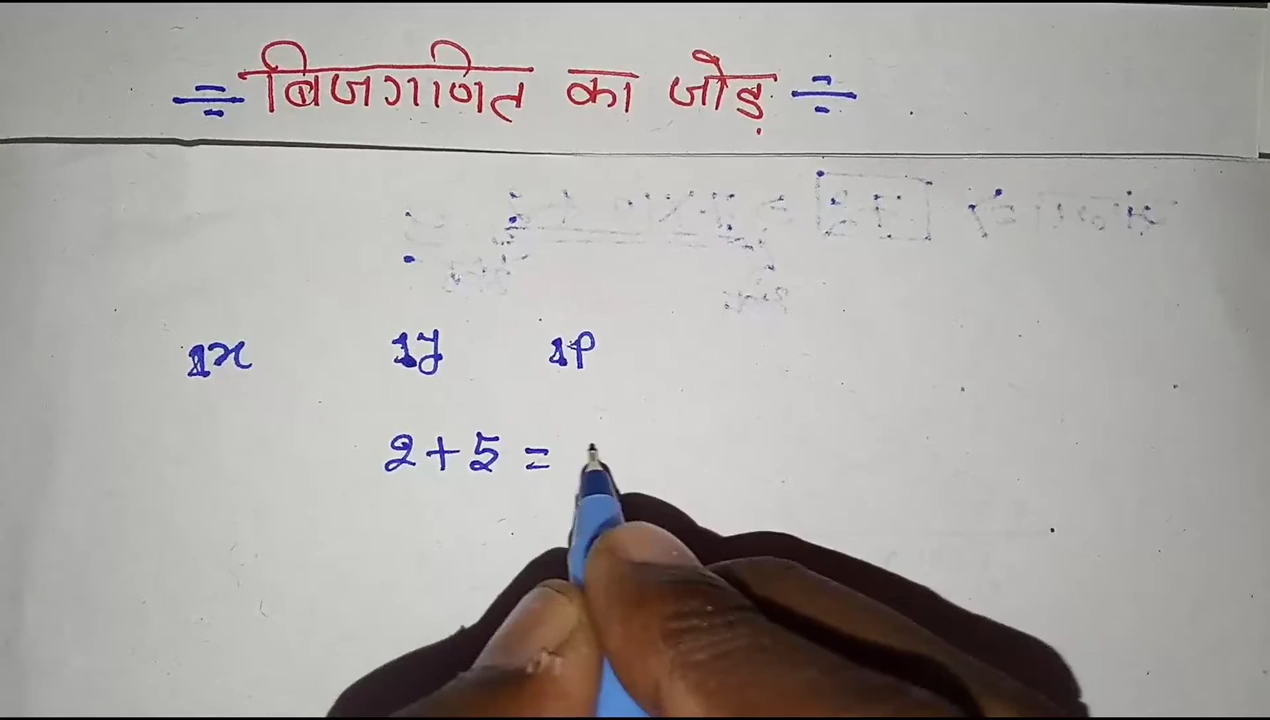 ÷ बिजगणित का जोड़ ÷
1x 1y 1p
2+5 =